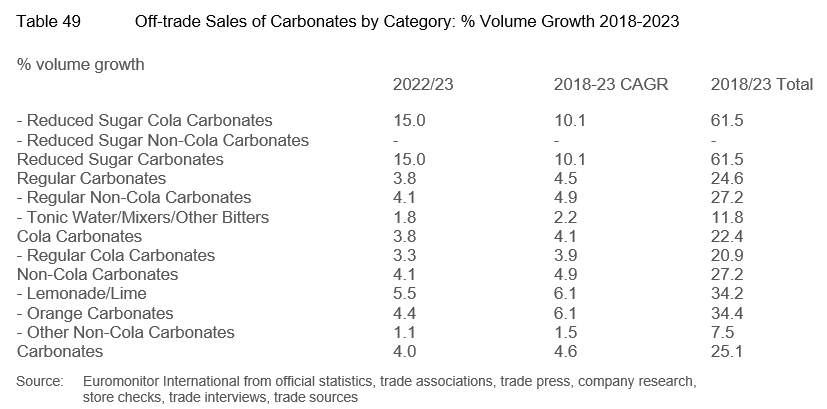 Table 49 Off-trade Sales of Carbonates by Category: % Volume Growth 2018-2023
% volume growth
2022/23 2018-23 CAGR 2018/23 Total
- Reduced Sugar Cola Carbonates 15.0 10.1 61.5
- Reduced Sugar Non-Cola Carbonates - - -
Reduced Sugar Carbonates 15.0 10.1 61.5
Regular Carbonates 3.8 4.5 24.6
- Regular Non-Cola Carbonates 4.1 4.9 27.2
- Tonic Water/Mixers/Other Bitters 1.8 2.2 11.8
Cola Carbonates 3.8 4.1 22.4
- Regular Cola Carbonates 3.3 3.9 20.9
Non-Cola Carbonates 4.1 4.9 27.2
- Lemonade/Lime 5.5 6.1 34.2
- Orange Carbonates 4.4 6.1 34.4
- Other Non-Cola Carbonates 1.1 1.5 7.5
Carbonates 4.0 4.6 25.1
Source: Euromonitor International from official statistics, trade associations, trade press, company research,
store checks, trade interviews, trade sources